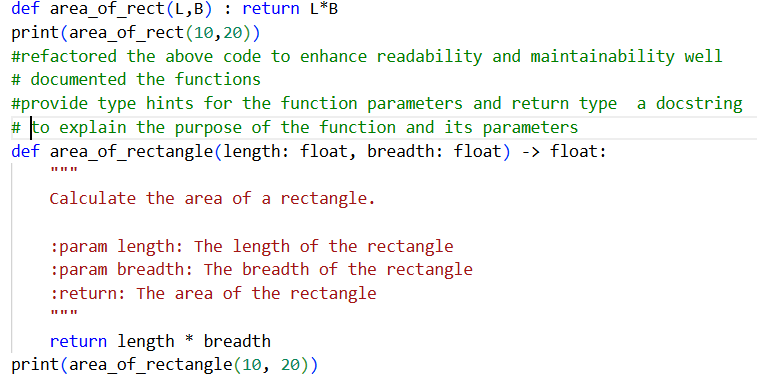 def area_of_rect(L,B) : return L*B
print(area_of_rect(10,20))
#refactored the above code to enhance readability and maintainability well
# documented the functions
#provide type hints for the function parameters and return type  a docstring
# to explain the purpose of the function and its parameters
def area_of_rectangle(length: float, breadth: float) -> float:
    """
    Calculate the area of a rectangle.

    :param length: The length of the rectangle
    :param breadth: The breadth of the rectangle
    :return: The area of the rectangle
    """
    return length * breadth
print(area_of_rectangle(10, 20))